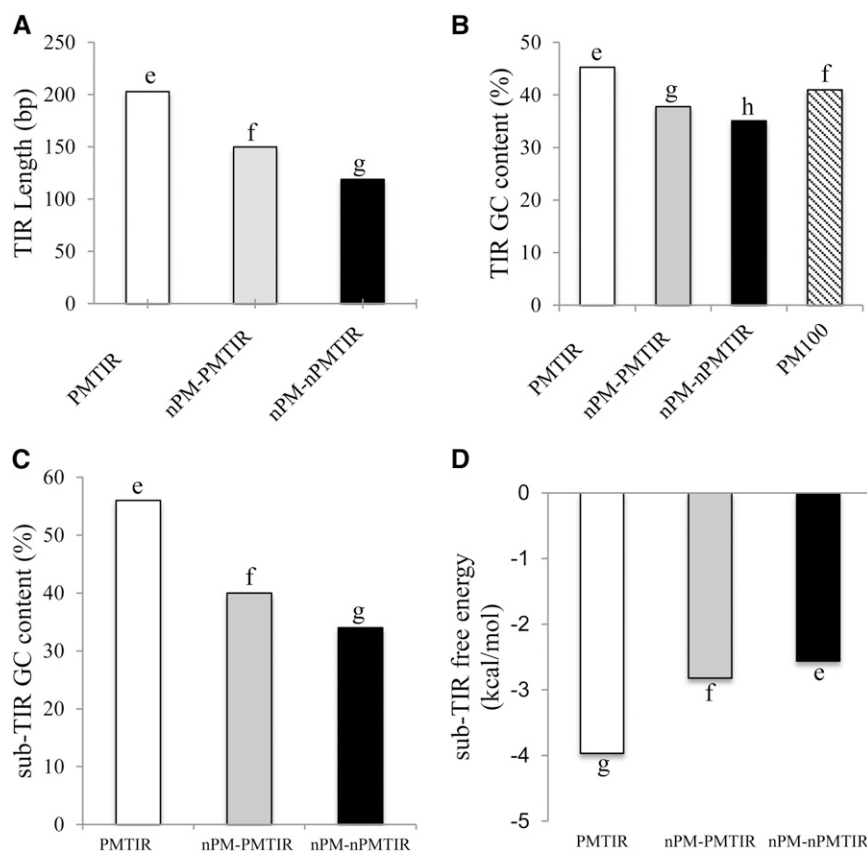 A
TIR Length (bp)
250
200
150
100
50
0
e
f
g
PMTIR
nPM-PMTIR
nPM-nPMTIR
B
TIR GC content (%)
50
40
30
20
10
0
e
g
h
f
PMTIR
nPM-PMTIR
nPM-nPMTIR
PM100
C
sub-TIR GC content (%)
60
50
40
30
20
10
0
e
f
g
PMTIR
nPM-PMTIR
nPM-nPMTIR
D
sub-TIR free energy
(kcal/mol)
0
-1
-2
-3
-4
-5
g
f
e
PMTIR
nPM-PMTIR
nPM-nPMTIR